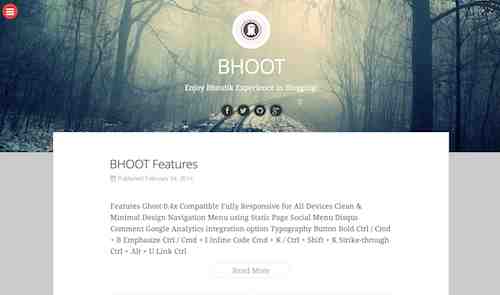 BHOOT
Enjoy Bhoutik Experience in Blogging!
BHOOT Features
Published February 14, 2014
Features Ghost 0.4x Compatible Fully Responsive for All Devices Clean &
Minimal Design Navigation Menu using Static Page Social Menu Disqus
Comment Google Analytics integration option Typography Button Bold Ctrl / Cmd
+ B Emphasize Ctrl / Cmd + I Inline Code Cmd + K / Ctrl + Shift + K Strike-through
Ctrl + Alt + U Link Ctrl
Read More